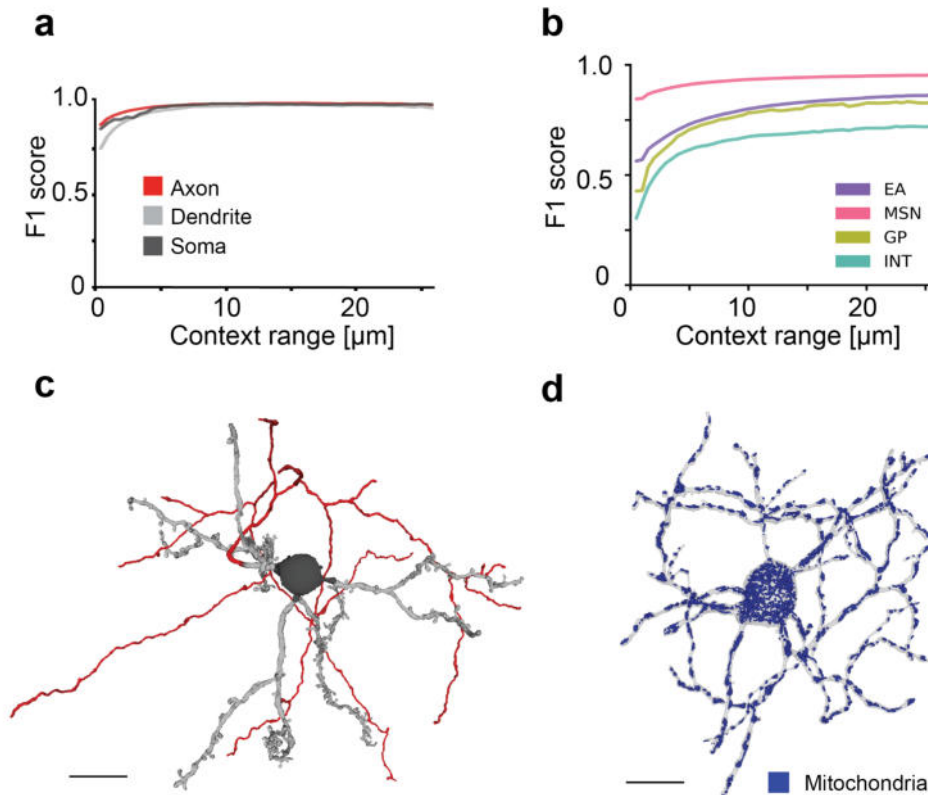 a
1.0
0.5
0
F1 score
Axon
Dendrite
Soma
0
10
20
Context range [µm]
b
1.0
0.5
0
F1 score
EA
MSN
GP
INT
0
10
20
Context range [µm]
c
d
Mitochondria